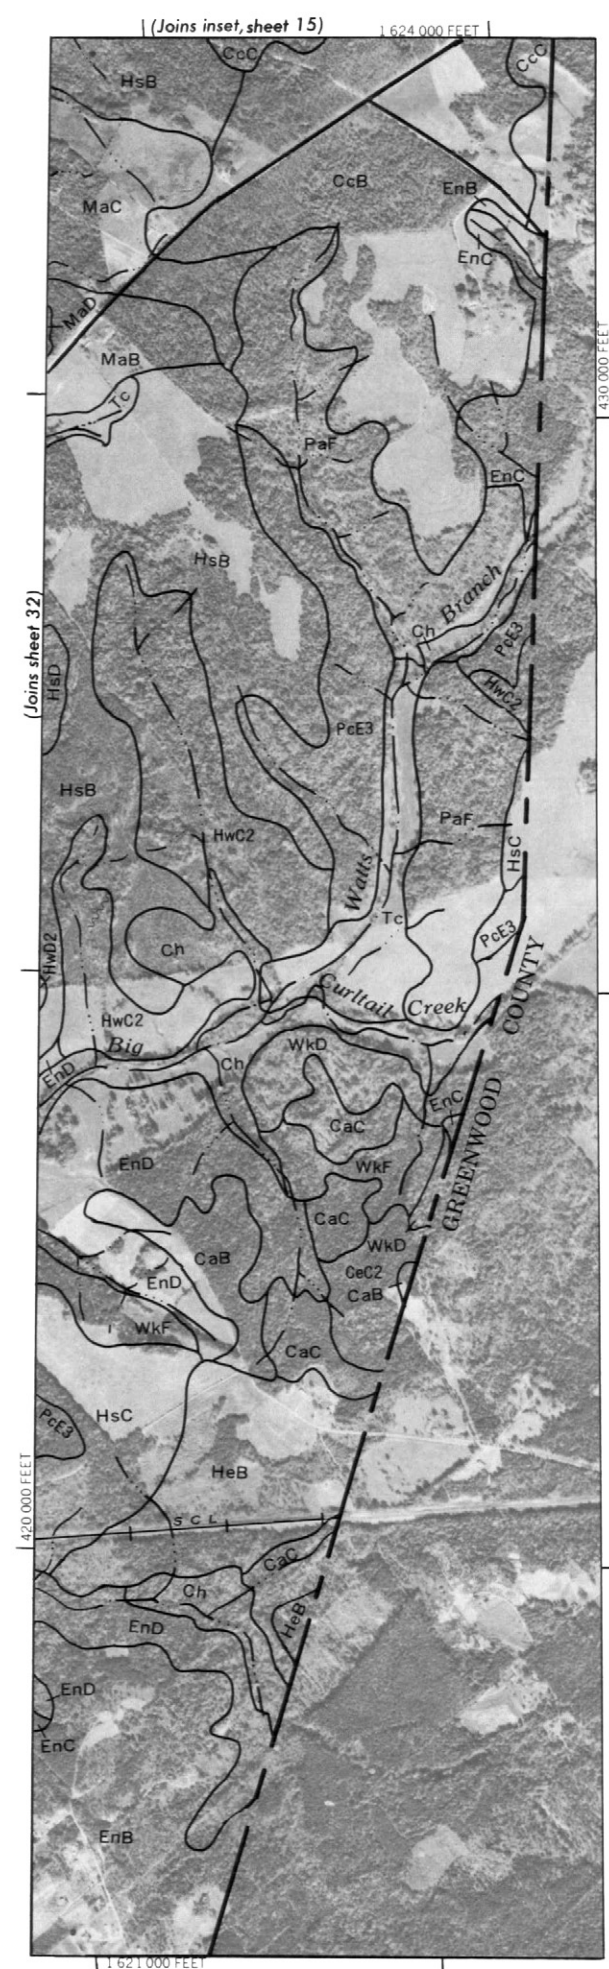 (Joins inset, sheet 15)
1 624 000 FEET
CcC
CcC
HsB
CcB
EnB
MaC
EnC
MaD
430 000 FEET
MaB
Tc
PaF
EnC
HsB
Branch
(Joins sheet 32)
Ch
PcE3
HsD
HwC2
PcE3
HsB
PaF
HwC2
HsC
Watts
Tc
HwD2
Ch
PcE3
Curltail Creek
COUNTY
HwC2
Big
WkD
EnD
Ch
EnC
CaC
GREENWOOD
EnD
WkF
CaC
WkD
CaB
CeC2
EnD
CaB
WkF
CaC
HsC
PcE3
HeB
420 000 FEET
S C L
CaC
Ch
HeB
EnD
EnD
EnC
EnB
1 621 000 FEET